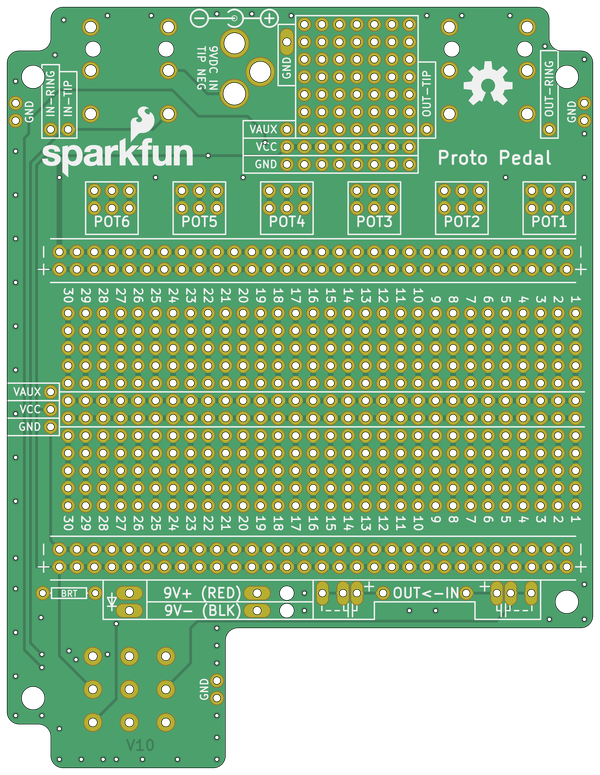 − +
9VDC IN
TIP NEG
GND
GND
IN-RING
IN-TIP
OUT-TIP
OUT-RING
GND
VAUX
VCC
GND
sparkfun
Proto Pedal
POT6 POT5 POT4 POT3 POT2 POT1
− −
+ +
30 29 28 27 26 25 24 23 22 21 20 19 18 17 16 15 14 13 12 11 10 9 8 7 6 5 4 3 2 1
VAUX
VCC
GND
30 29 28 27 26 25 24 23 22 21 20 19 18 17 16 15 14 13 12 11 10 9 8 7 6 5 4 3 2 1
− −
+ +
BRT
9V+ (RED)
9V- (BLK)
+ OUT<-IN +
GND
V10